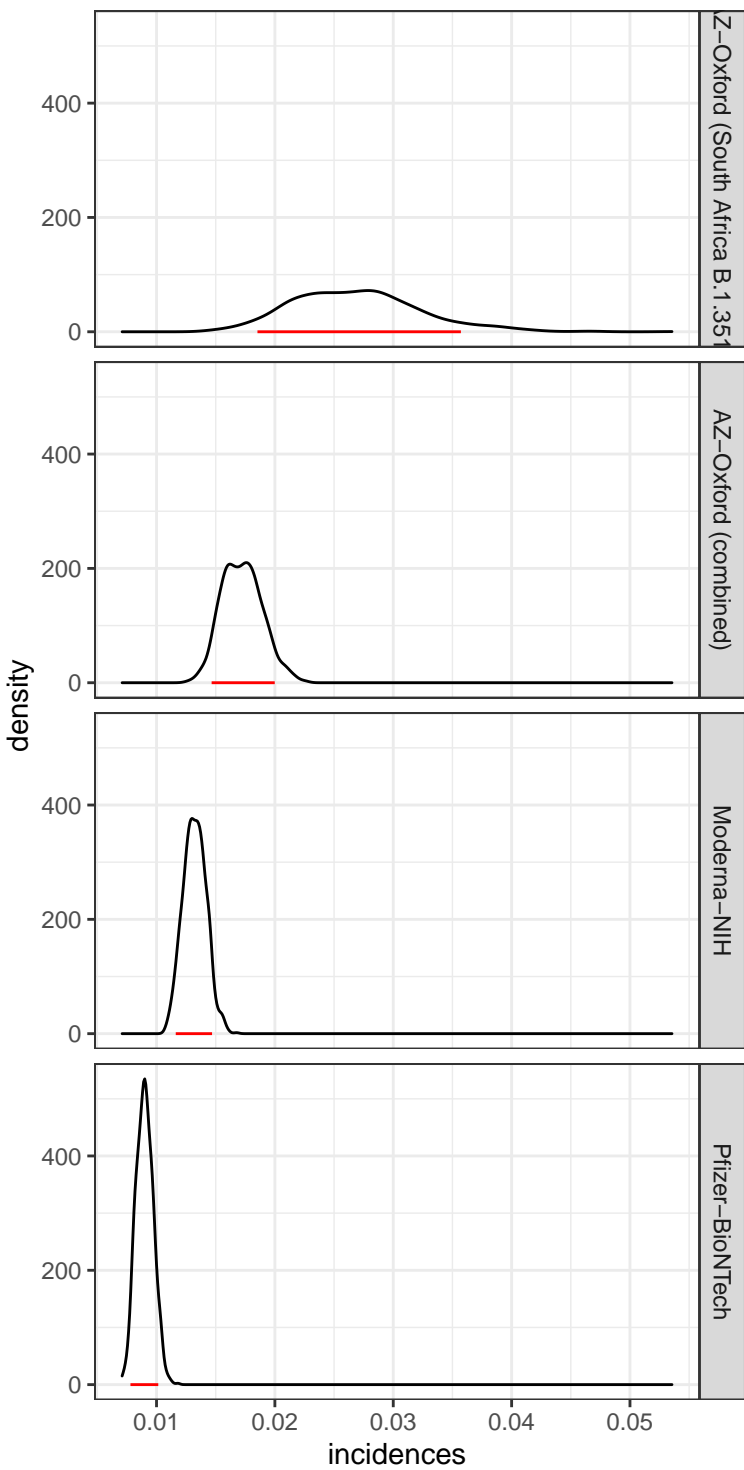 400
200
0
AZ−Oxford (South Africa B.1.351
400
200
0
AZ−Oxford (combined)
400
200
0
Moderna−NIH
400
200
0
Pfizer−BioNTech
density
0.01 0.02 0.03 0.04 0.05
incidences